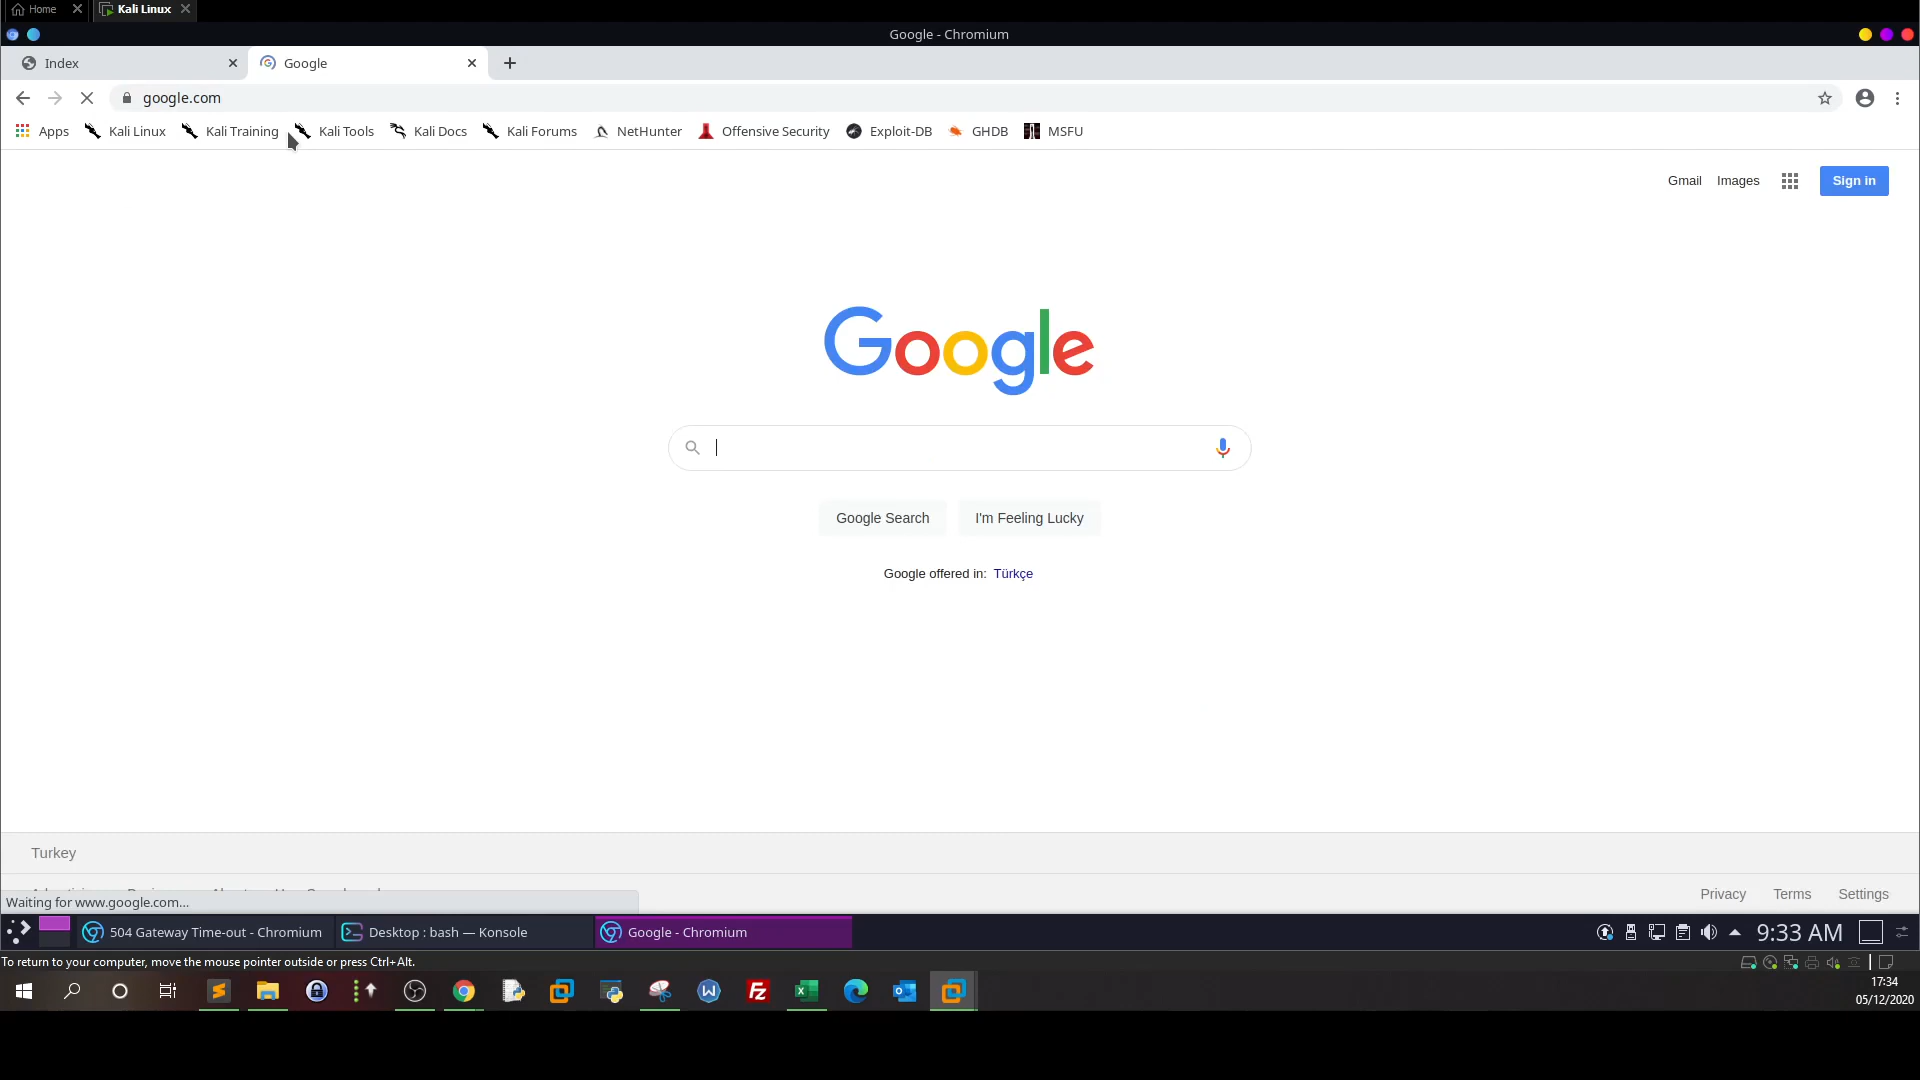 Home
Kali Linux
Google - Chromium
Index
Google
google.com
Apps
Kali Linux
Kali Training
Kali Tools
Kali Docs
Kali Forums
NetHunter
Offensive Security
Exploit-DB
GHDB
MSFU
Gmail
Images
Sign in
Google
Google Search
I'm Feeling Lucky
Google offered in: Türkçe
Turkey
Waiting for www.google.com...
Privacy
Terms
Settings
504 Gateway Time-out - Chromium
Desktop : bash — Konsole
Google - Chromium
9:33 AM
To return to your computer, move the mouse pointer outside or press Ctrl+Alt.
17:34
05/12/2020